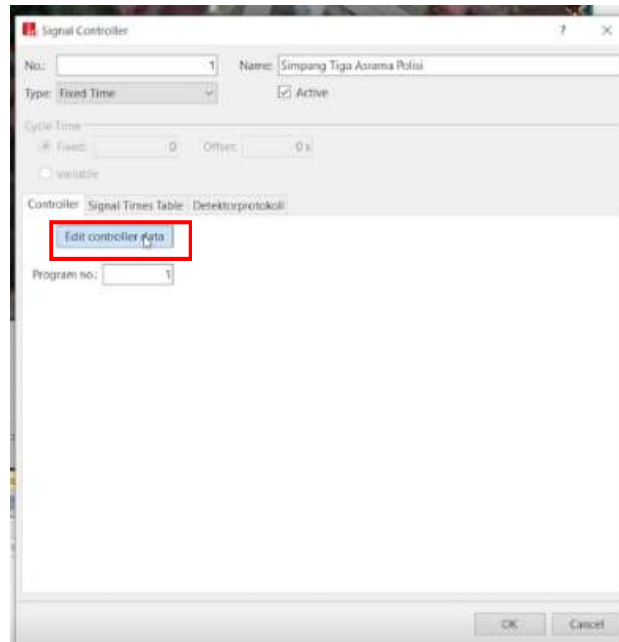 Signal Controller ? ×
No.: 1 Name: Simpang Tiga Asrama Polisi
Type: Fixed Time Active
Cycle Time
Fixed: 0 Offset: 0 s
variable
Controller Signal Times Table Detektorprotokoll
Edit controller data
Program no.: 1
OK Cancel